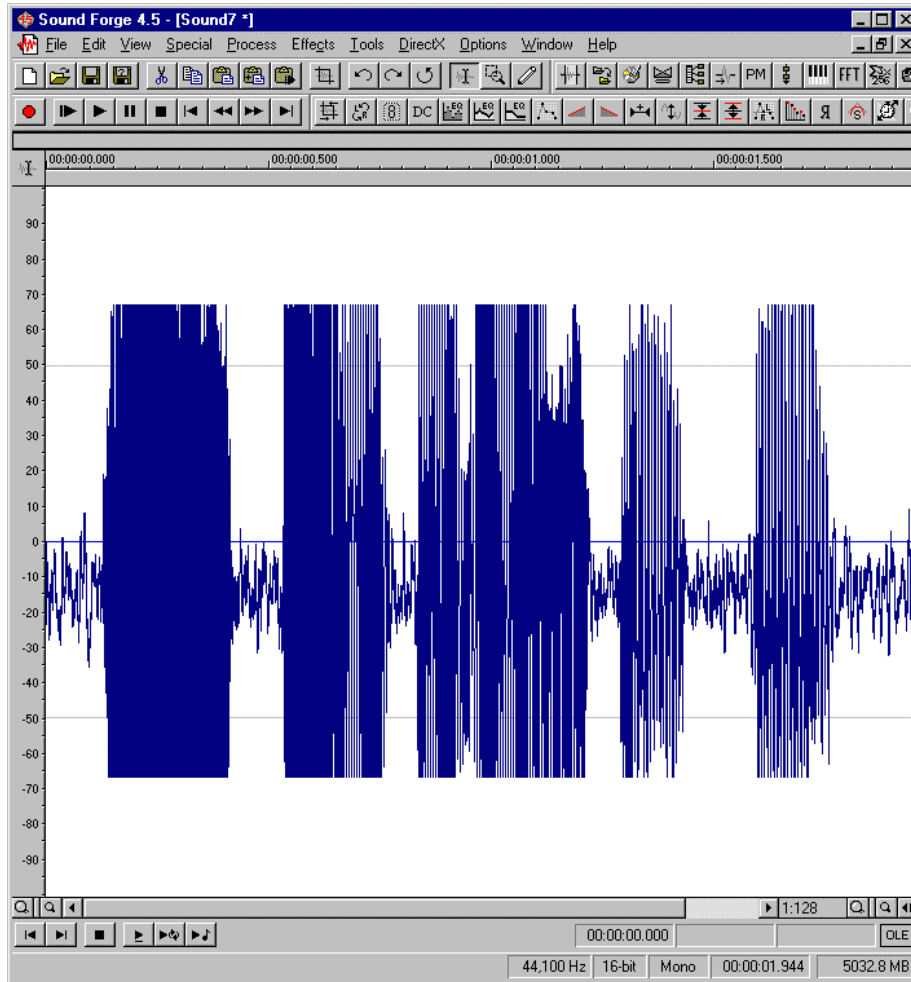 Sound Forge 4.5 - [Sound7 *]
File Edit View Special Process Effects Tools DirectX Options Window Help
PM FFT
DC EQ EQ EQ
00:00:00.000 00:00:00.500 00:00:01.000 00:00:01.500
90
80
70
60
50
40
30
20
10
0
-10
-20
-30
-40
-50
-60
-70
-80
-90
1:128
00:00:00.000 OLE
44,100 Hz 16-bit Mono 00:00:01.944 5032.8 MB